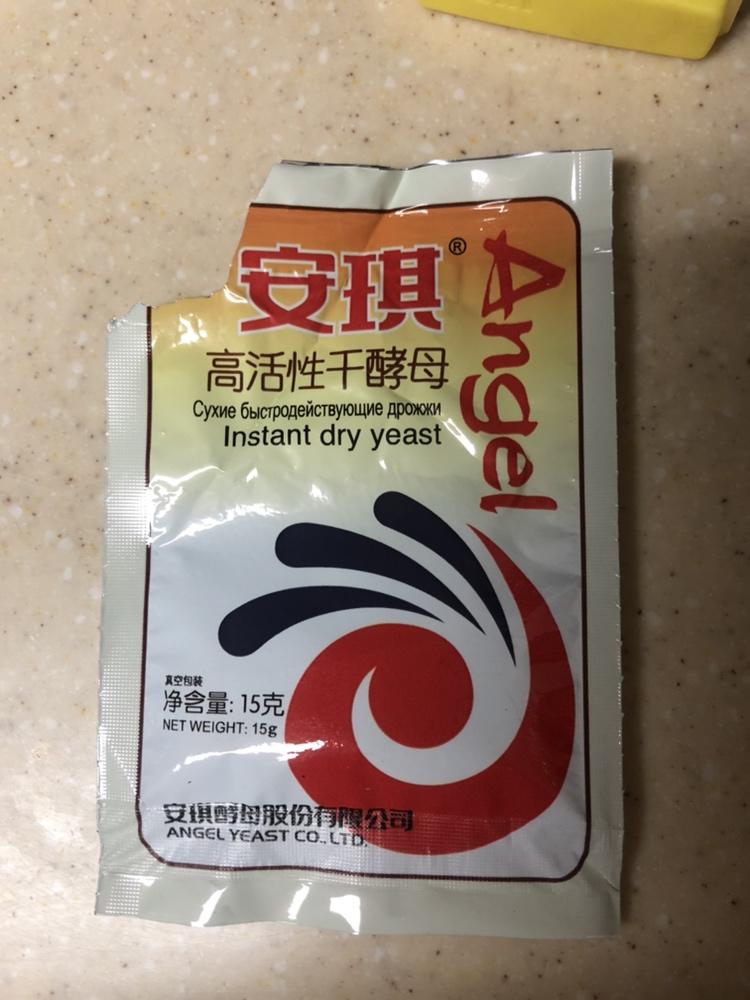 安琪®
Angel
高活性干酵母
Сухие быстродействующие дрожжи
Instant dry yeast
真空包装
净含量: 15克
NET WEIGHT: 15g
安琪酵母股份有限公司
ANGEL YEAST CO., LTD.